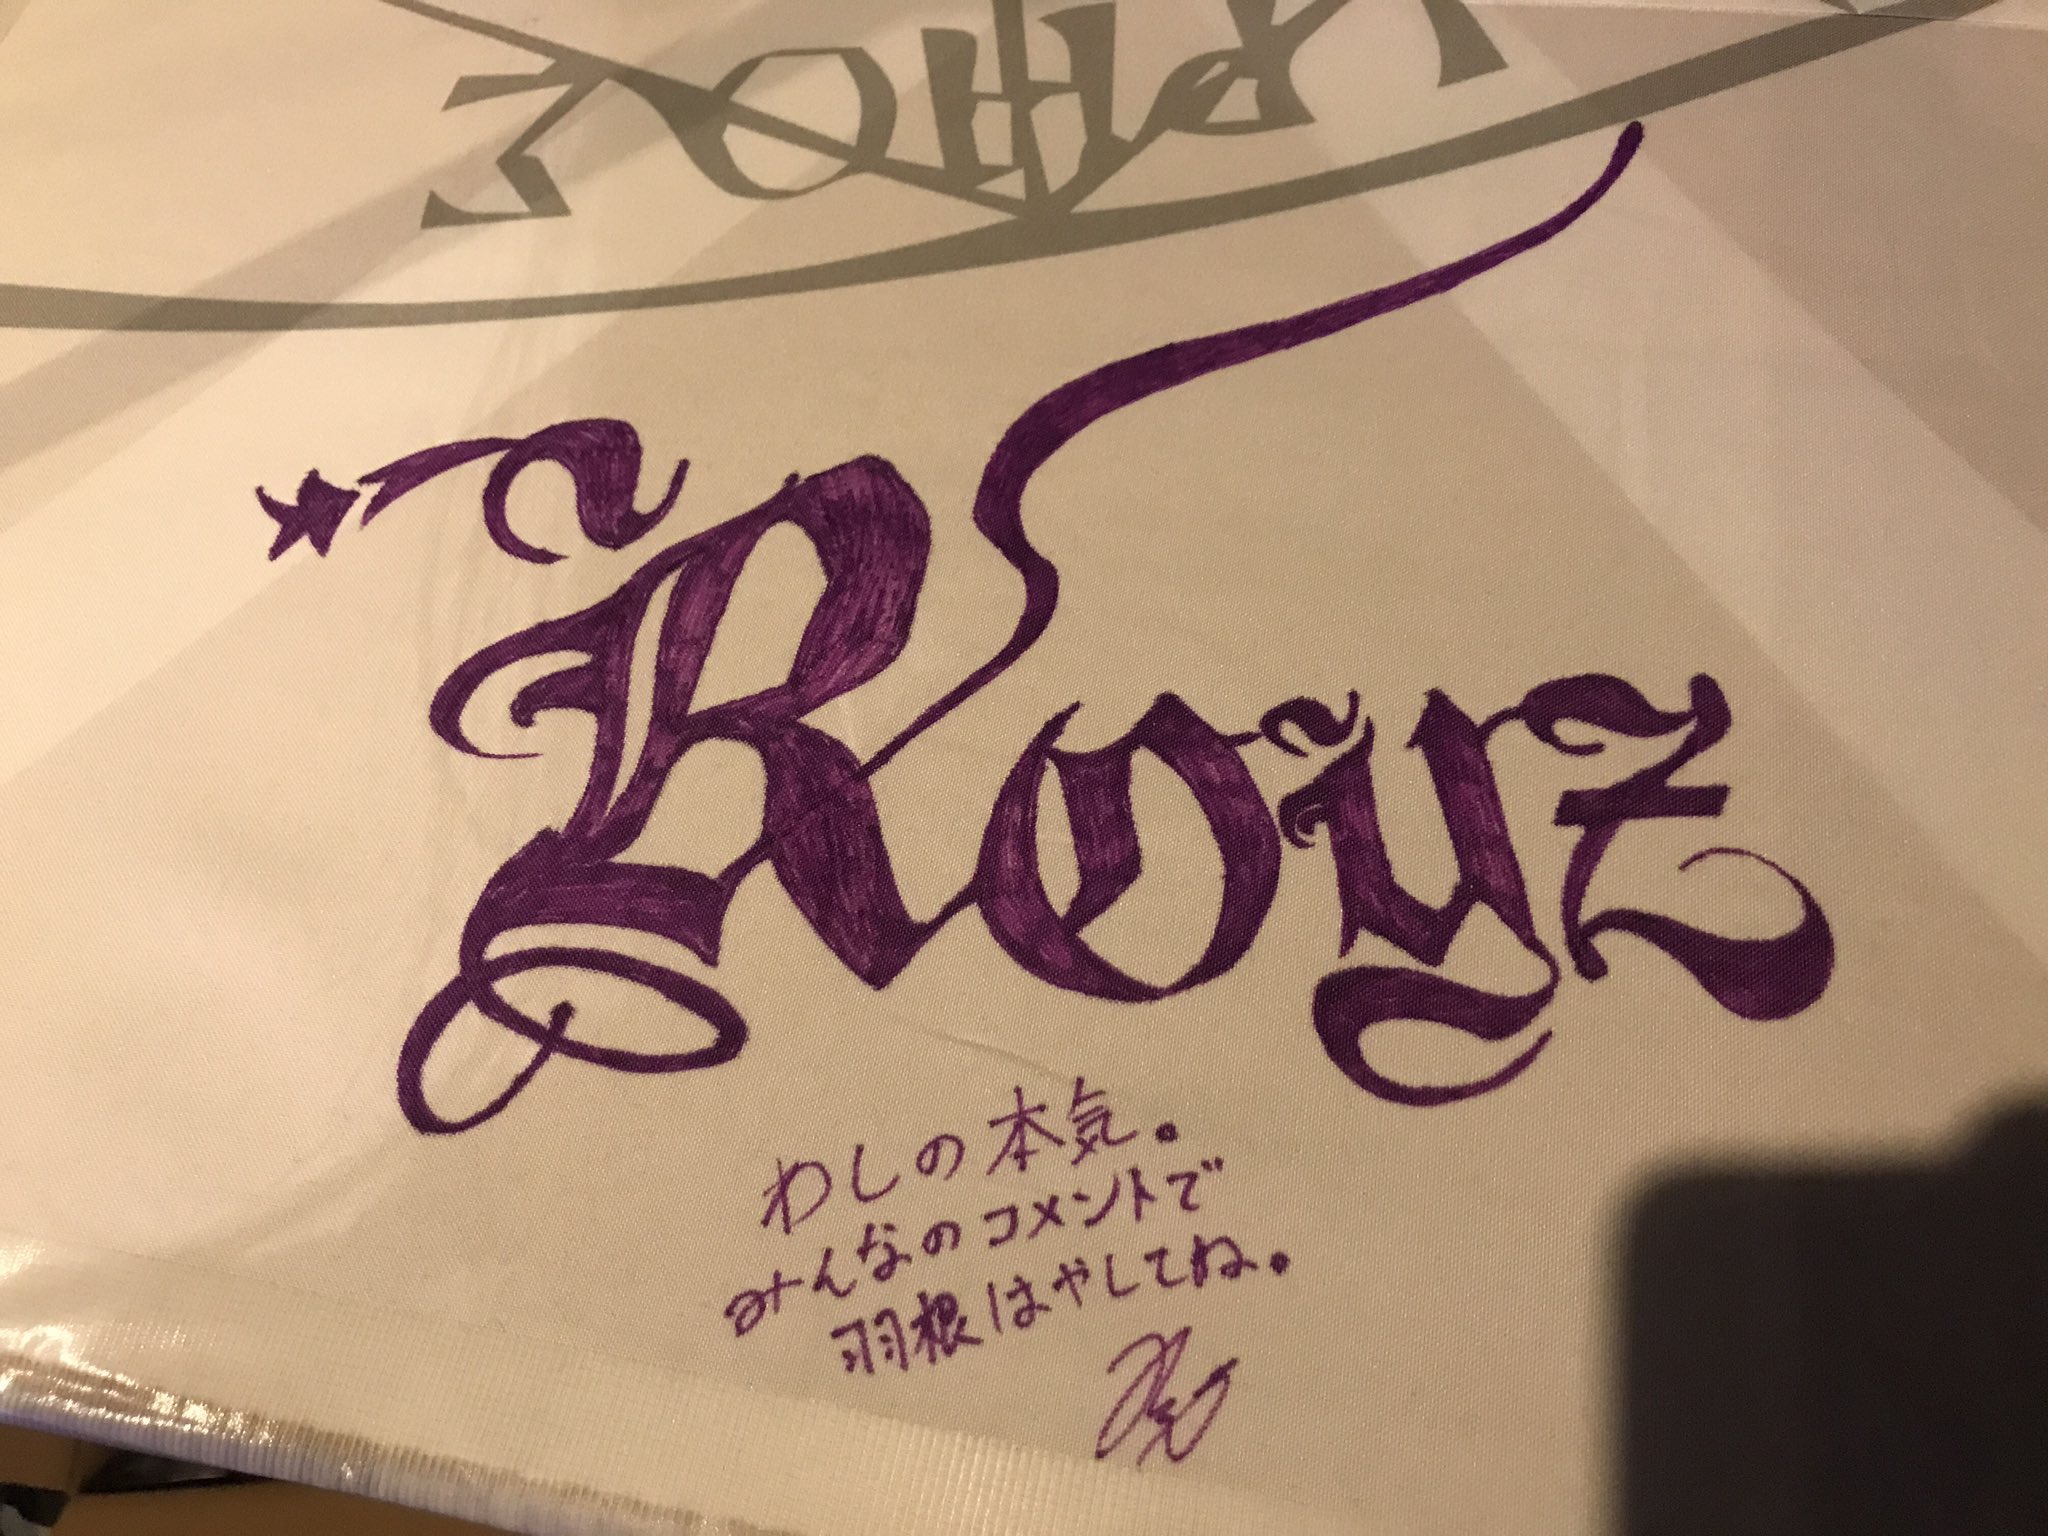 Royz
わしの本気。
みんなのコメントで
羽根はやしてね。